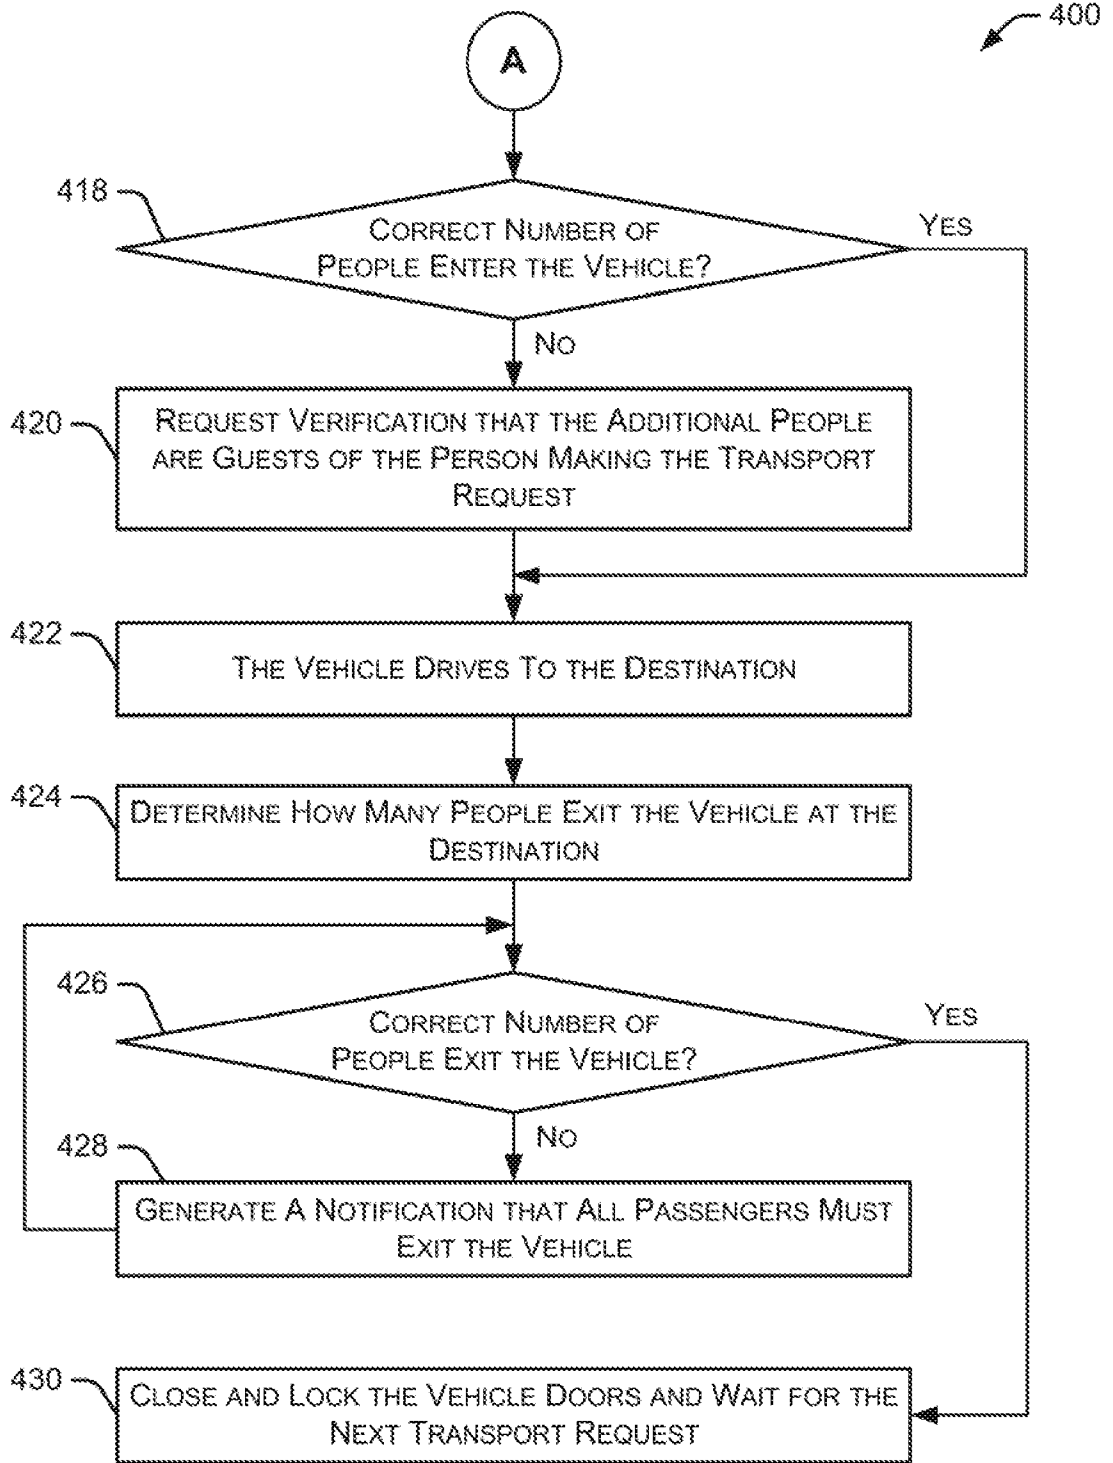 400
A
418
CORRECT NUMBER OF
PEOPLE ENTER THE VEHICLE?
YES
NO
420
REQUEST VERIFICATION THAT THE ADDITIONAL PEOPLE
ARE GUESTS OF THE PERSON MAKING THE TRANSPORT
REQUEST
422
THE VEHICLE DRIVES TO THE DESTINATION
424
DETERMINE HOW MANY PEOPLE EXIT THE VEHICLE AT THE
DESTINATION
426
CORRECT NUMBER OF
PEOPLE EXIT THE VEHICLE?
YES
NO
428
GENERATE A NOTIFICATION THAT ALL PASSENGERS MUST
EXIT THE VEHICLE
430
CLOSE AND LOCK THE VEHICLE DOORS AND WAIT FOR THE
NEXT TRANSPORT REQUEST